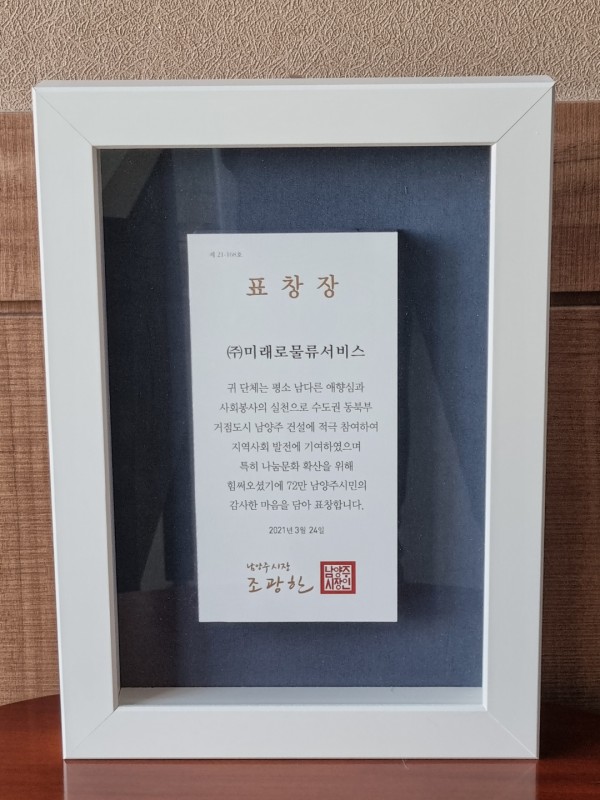 표창장
㈜미래로물류서비스
귀 단체는 평소 남다른 애향심과
사회봉사의 실천으로 수도권 동북부
거점도시 남양주 건설에 적극 참여하여
지역사회 발전에 기여하였으며
특히 나눔문화 확산을 위해
힘써오셨기에 72만 남양주시민의
감사한 마음을 담아 표창합니다.
2021년 3월 24일
남양주시장
조광한
남양주
시장인